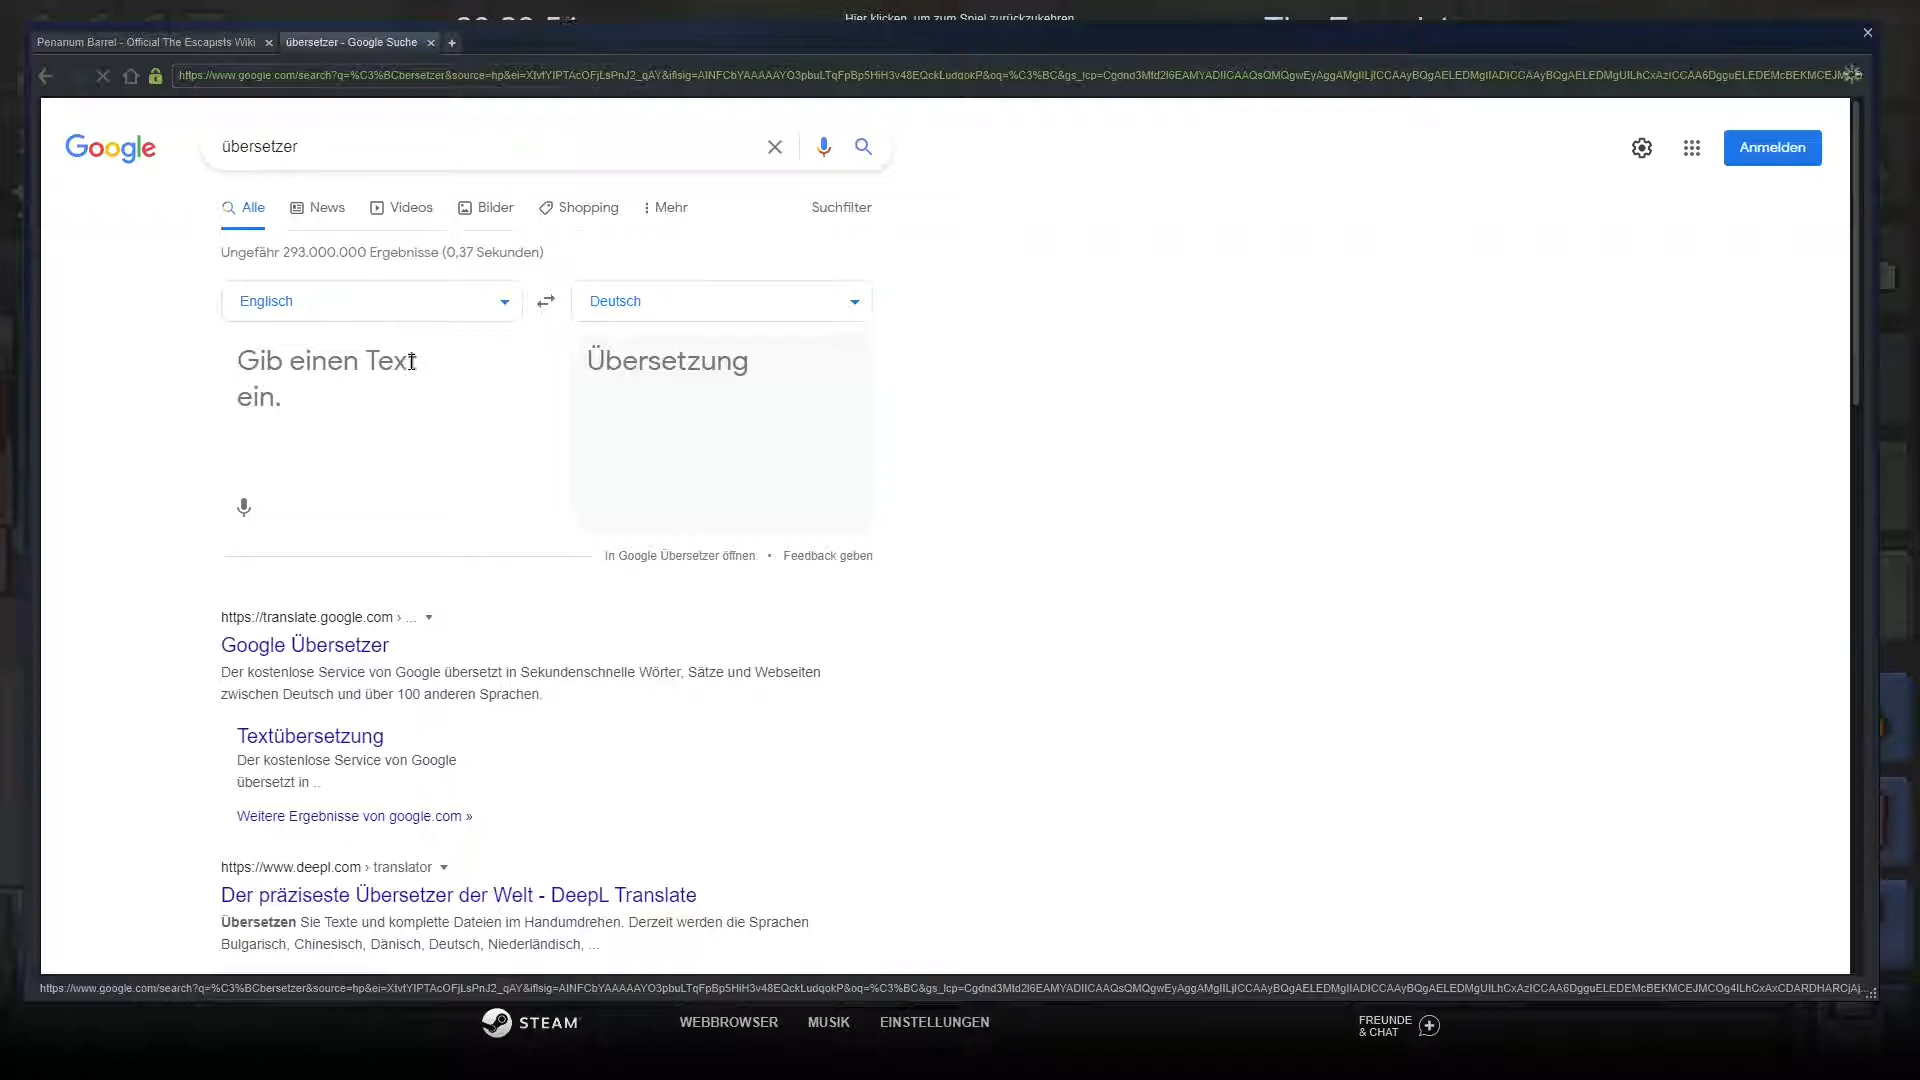 Hier klicken, um zum Spiel zurückzukehren
Penarium Barrel - Official The Escapists Wiki
übersetzer - Google Suche
Google
übersetzer
Anmelden
Alle
News
Videos
Bilder
Shopping
Mehr
Suchfilter
Ungefähr 293.000.000 Ergebnisse (0,37 Sekunden)
Englisch
Deutsch
Gib einen Text
ein.
Übersetzung
In Google Übersetzer öffnen • Feedback geben
https://translate.google.com › ...
Google Übersetzer
Der kostenlose Service von Google übersetzt in Sekundenschnelle Wörter, Sätze und Webseiten
zwischen Deutsch und über 100 anderen Sprachen.
Textübersetzung
Der kostenlose Service von Google
übersetzt in ..
Weitere Ergebnisse von google.com »
https://www.deepl.com › translator
Der präziseste Übersetzer der Welt - DeepL Translate
Übersetzen Sie Texte und komplette Dateien im Handumdrehen. Derzeit werden die Sprachen
Bulgarisch, Chinesisch, Dänisch, Deutsch, Niederländisch, ...
STEAM
WEBBROWSER
MUSIK
EINSTELLUNGEN
FREUNDE
& CHAT